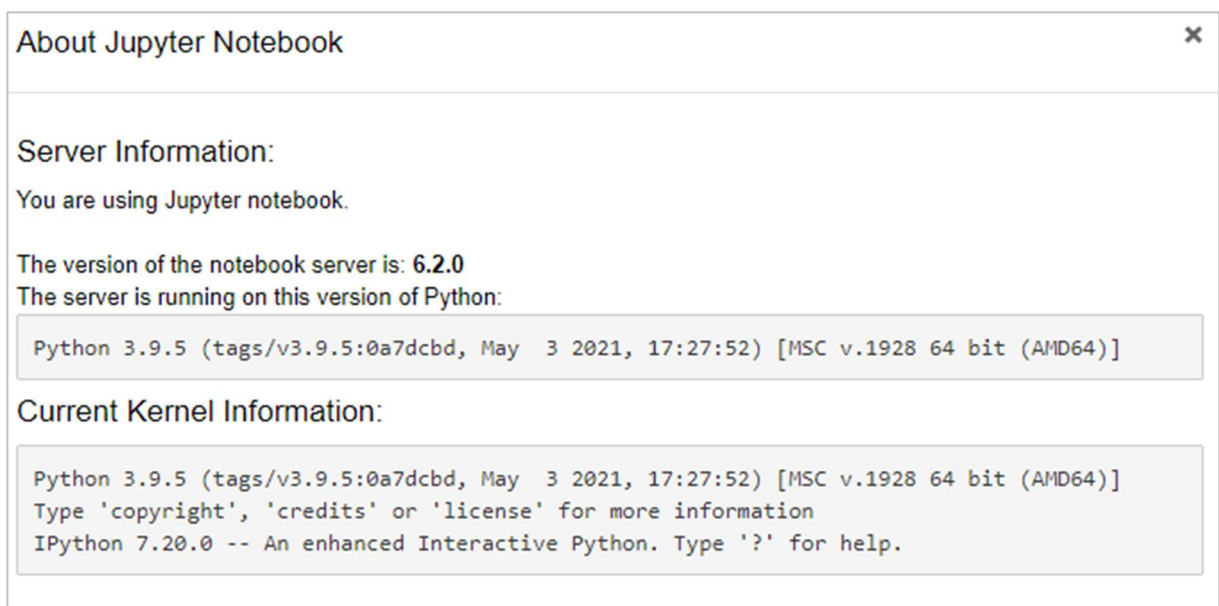 About Jupyter Notebook
Server Information:
You are using Jupyter notebook.
The version of the notebook server is: 6.2.0
The server is running on this version of Python:
Python 3.9.5 (tags/v3.9.5:0a7dcbd, May  3 2021, 17:27:52) [MSC v.1928 64 bit (AMD64)]
Current Kernel Information:
Python 3.9.5 (tags/v3.9.5:0a7dcbd, May  3 2021, 17:27:52) [MSC v.1928 64 bit (AMD64)]
Type 'copyright', 'credits' or 'license' for more information
IPython 7.20.0 -- An enhanced Interactive Python. Type '?' for help.